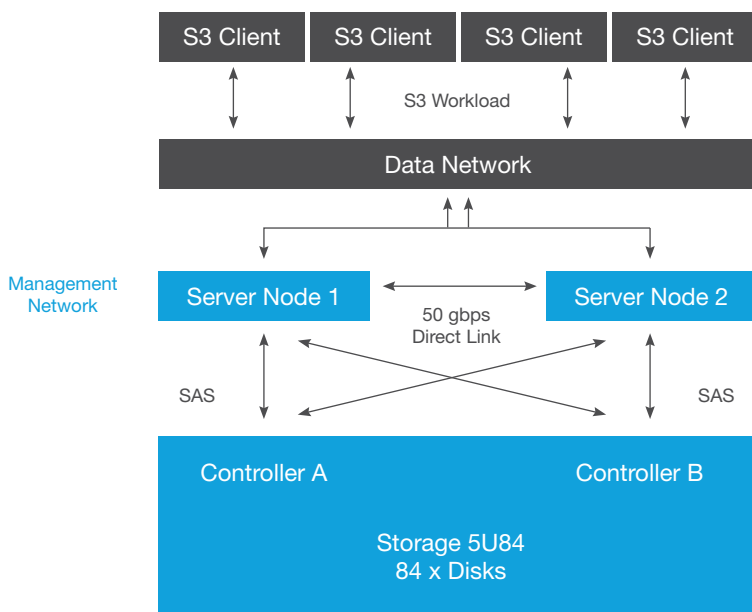 S3 Client
S3 Client
S3 Client
S3 Client
S3 Workload
Data Network
Management
Network
Server Node 1
Server Node 2
50 gbps
Direct Link
SAS
SAS
Controller A
Controller B
Storage 5U84
84 x Disks